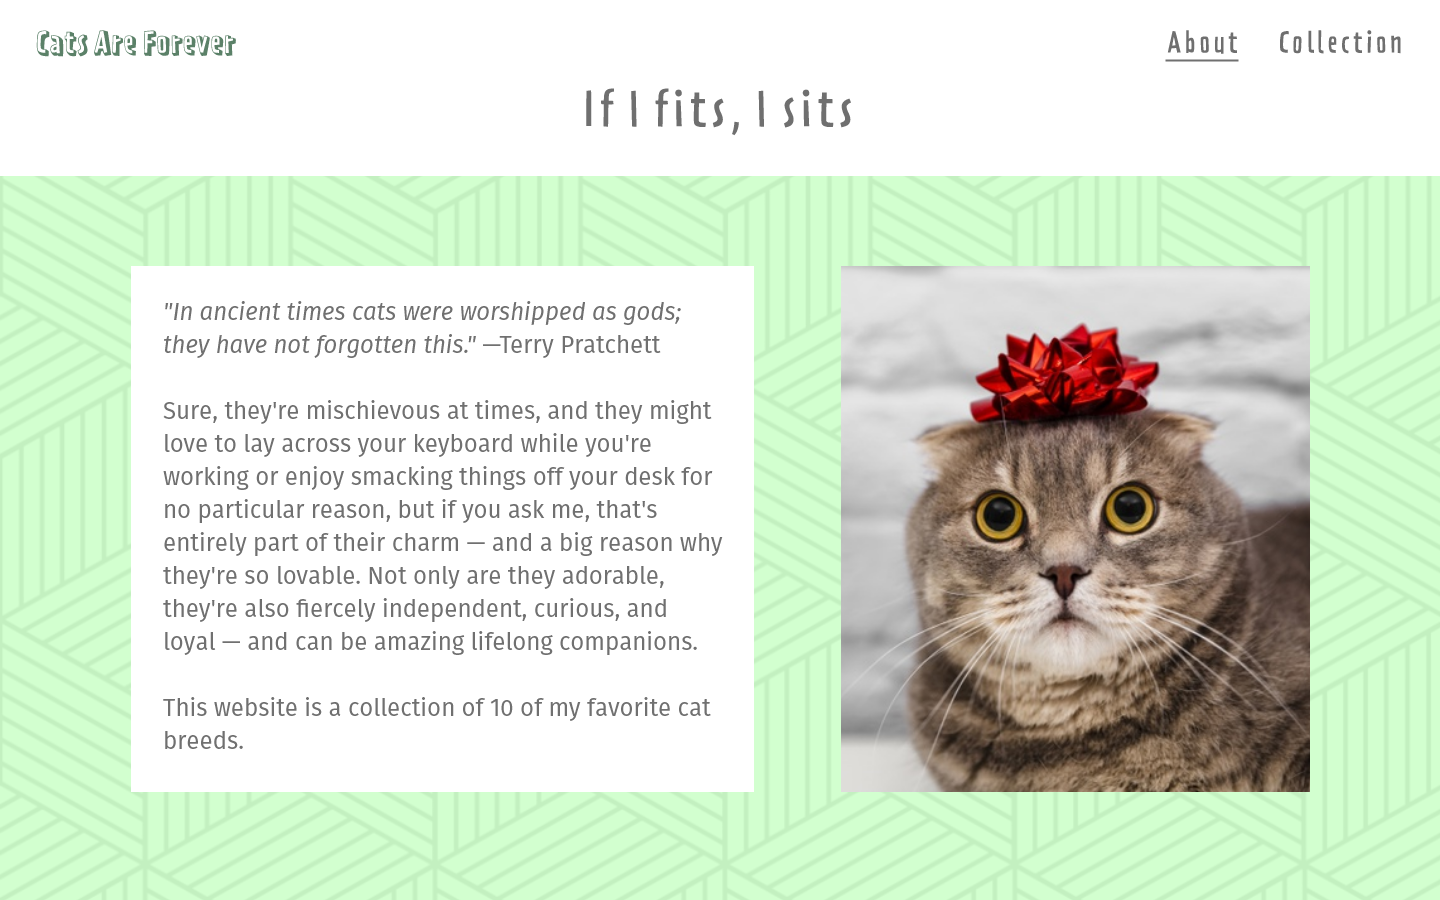 Cats Are Forever
About Collection
If I fits, I sits
"In ancient times cats were worshipped as gods;
they have not forgotten this." —Terry Pratchett
Sure, they're mischievous at times, and they might
love to lay across your keyboard while you're
working or enjoy smacking things off your desk for
no particular reason, but if you ask me, that's
entirely part of their charm — and a big reason why
they're so lovable. Not only are they adorable,
they're also fiercely independent, curious, and
loyal — and can be amazing lifelong companions.
This website is a collection of 10 of my favorite cat
breeds.